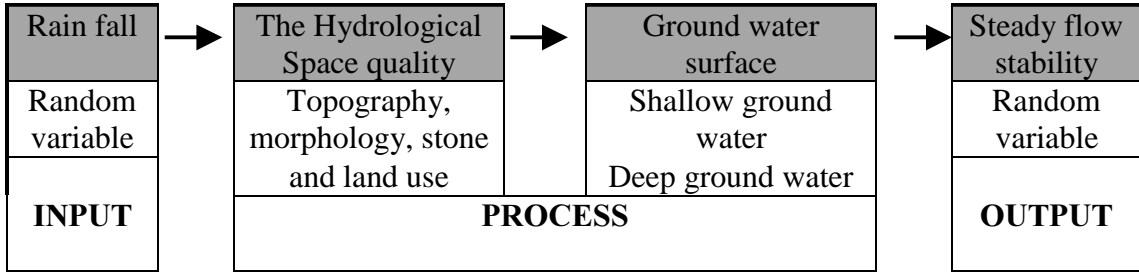 Rain fall
Random
variable
INPUT
The Hydrological
Space quality
Topography,
morphology, stone
and land use
Ground water
surface
Shallow ground
water
Deep ground water
PROCESS
Steady flow
stability
Random
variable
OUTPUT